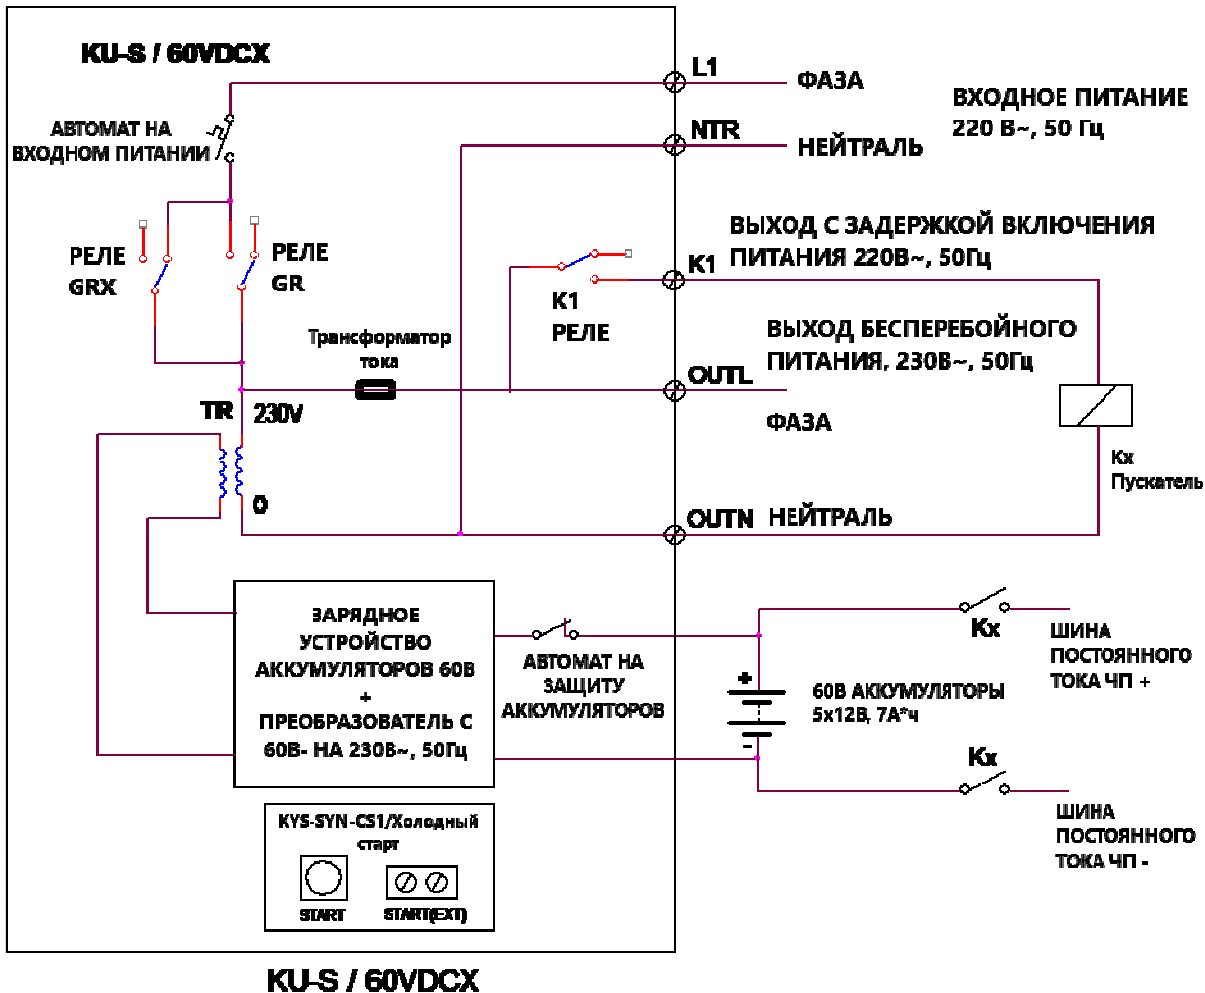 KU-S / 60VDCX
L1
ФАЗА
ВХОДНОЕ ПИТАНИЕ
220 В~, 50 Гц
АВТОМАТ НА
ВХОДНОМ ПИТАНИИ
NTR
НЕЙТРАЛЬ
РЕЛЕ
GRX
РЕЛЕ
GR
ВЫХОД С ЗАДЕРЖКОЙ ВКЛЮЧЕНИЯ
ПИТАНИЯ 220В~, 50Гц
K1
K1
РЕЛЕ
Трансформатор
тока
ВЫХОД БЕСПЕРЕБОЙНОГО
ПИТАНИЯ, 230В~, 50Гц
OUTL
ФАЗА
TR
230V
0
Кх
Пускатель
OUTN
НЕЙТРАЛЬ
ЗАРЯДНОЕ
УСТРОЙСТВО
АККУМУЛЯТОРОВ 60В
+
ПРЕОБРАЗОВАТЕЛЬ С
60В- НА 230В~, 50Гц
АВТОМАТ НА
ЗАЩИТУ
АККУМУЛЯТОРОВ
Kx
ШИНА
ПОСТОЯННОГО
ТОКА ЧП +
+
60В АККУМУЛЯТОРЫ
5x12В, 7А*ч
-
Kx
ШИНА
ПОСТОЯННОГО
ТОКА ЧП -
KYS-SYN-CS1/Холодный
старт
START
START(EXT)
KU-S / 60VDCX